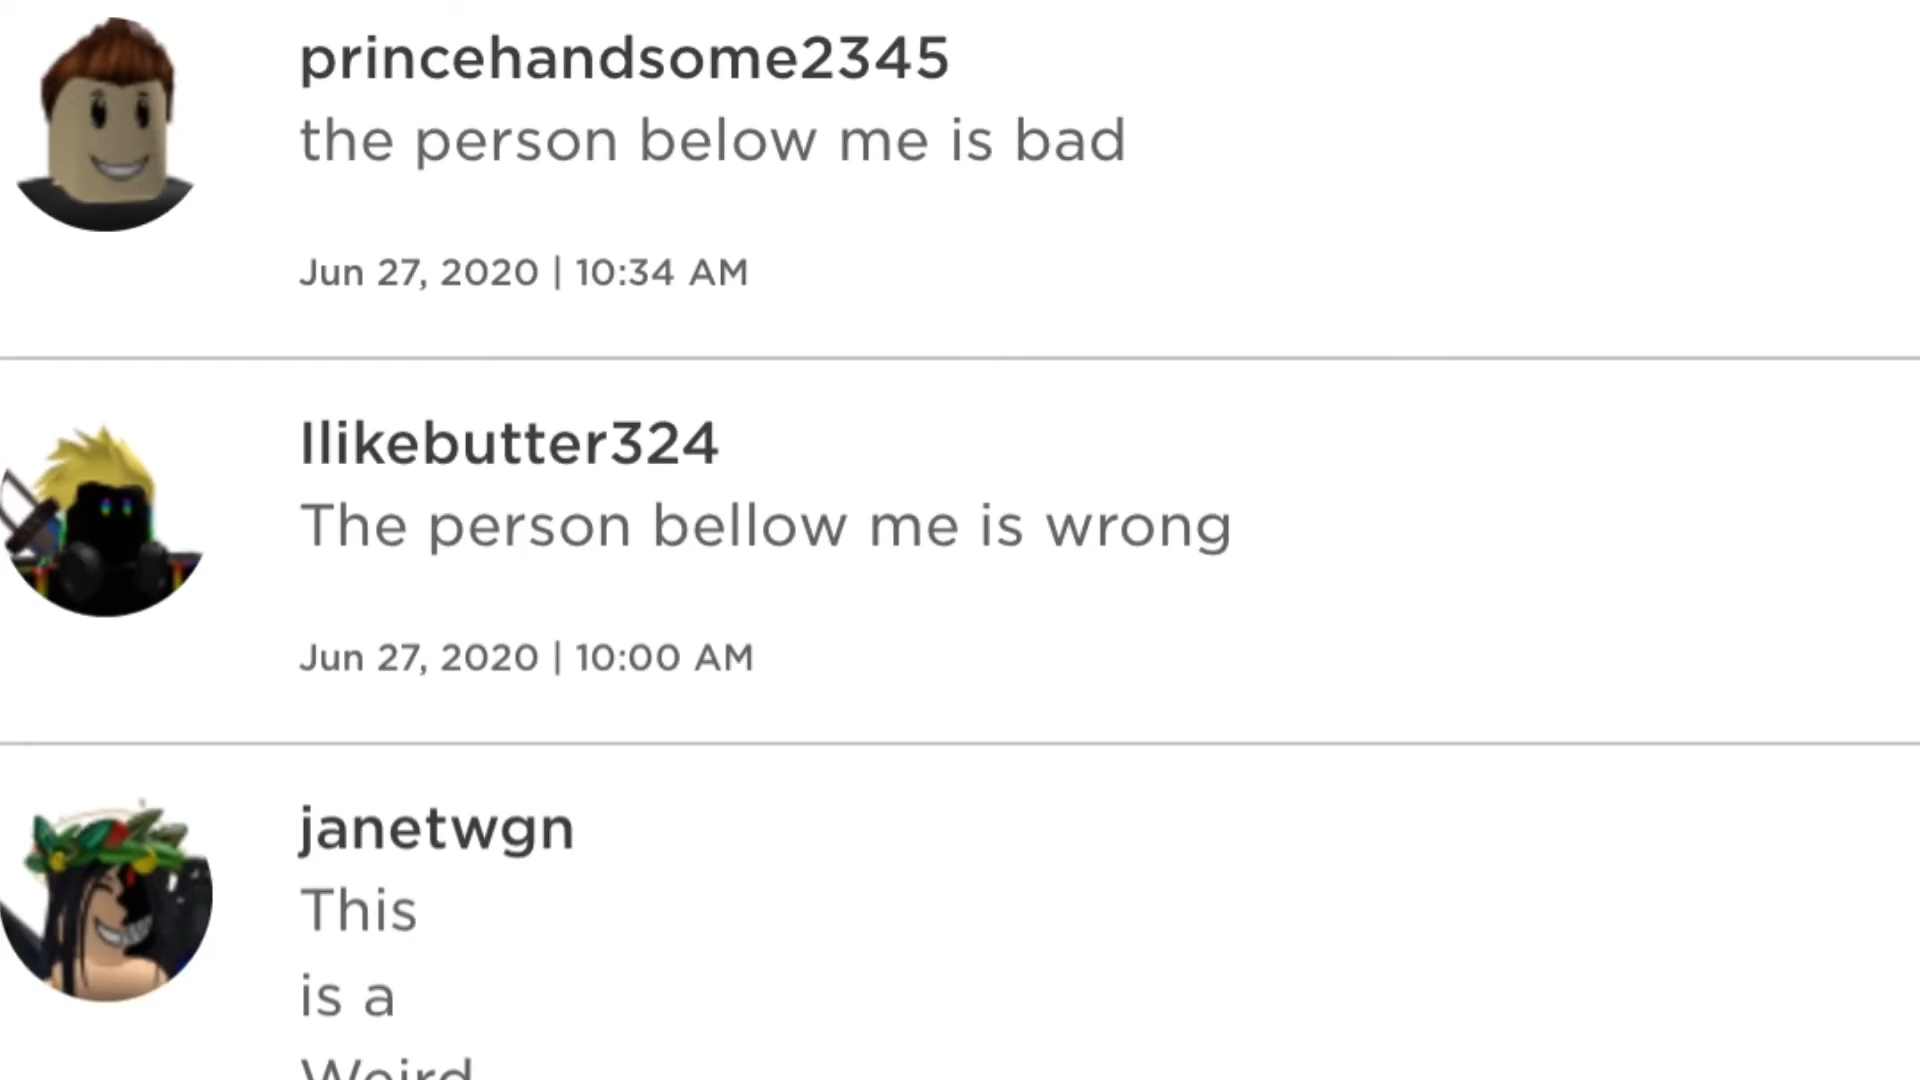 princehandsome2345
the person below me is bad
Jun 27, 2020 | 10:34 AM
Ilikebutter324
The person bellow me is wrong
Jun 27, 2020 | 10:00 AM
janetwgn
This
is a
Weird